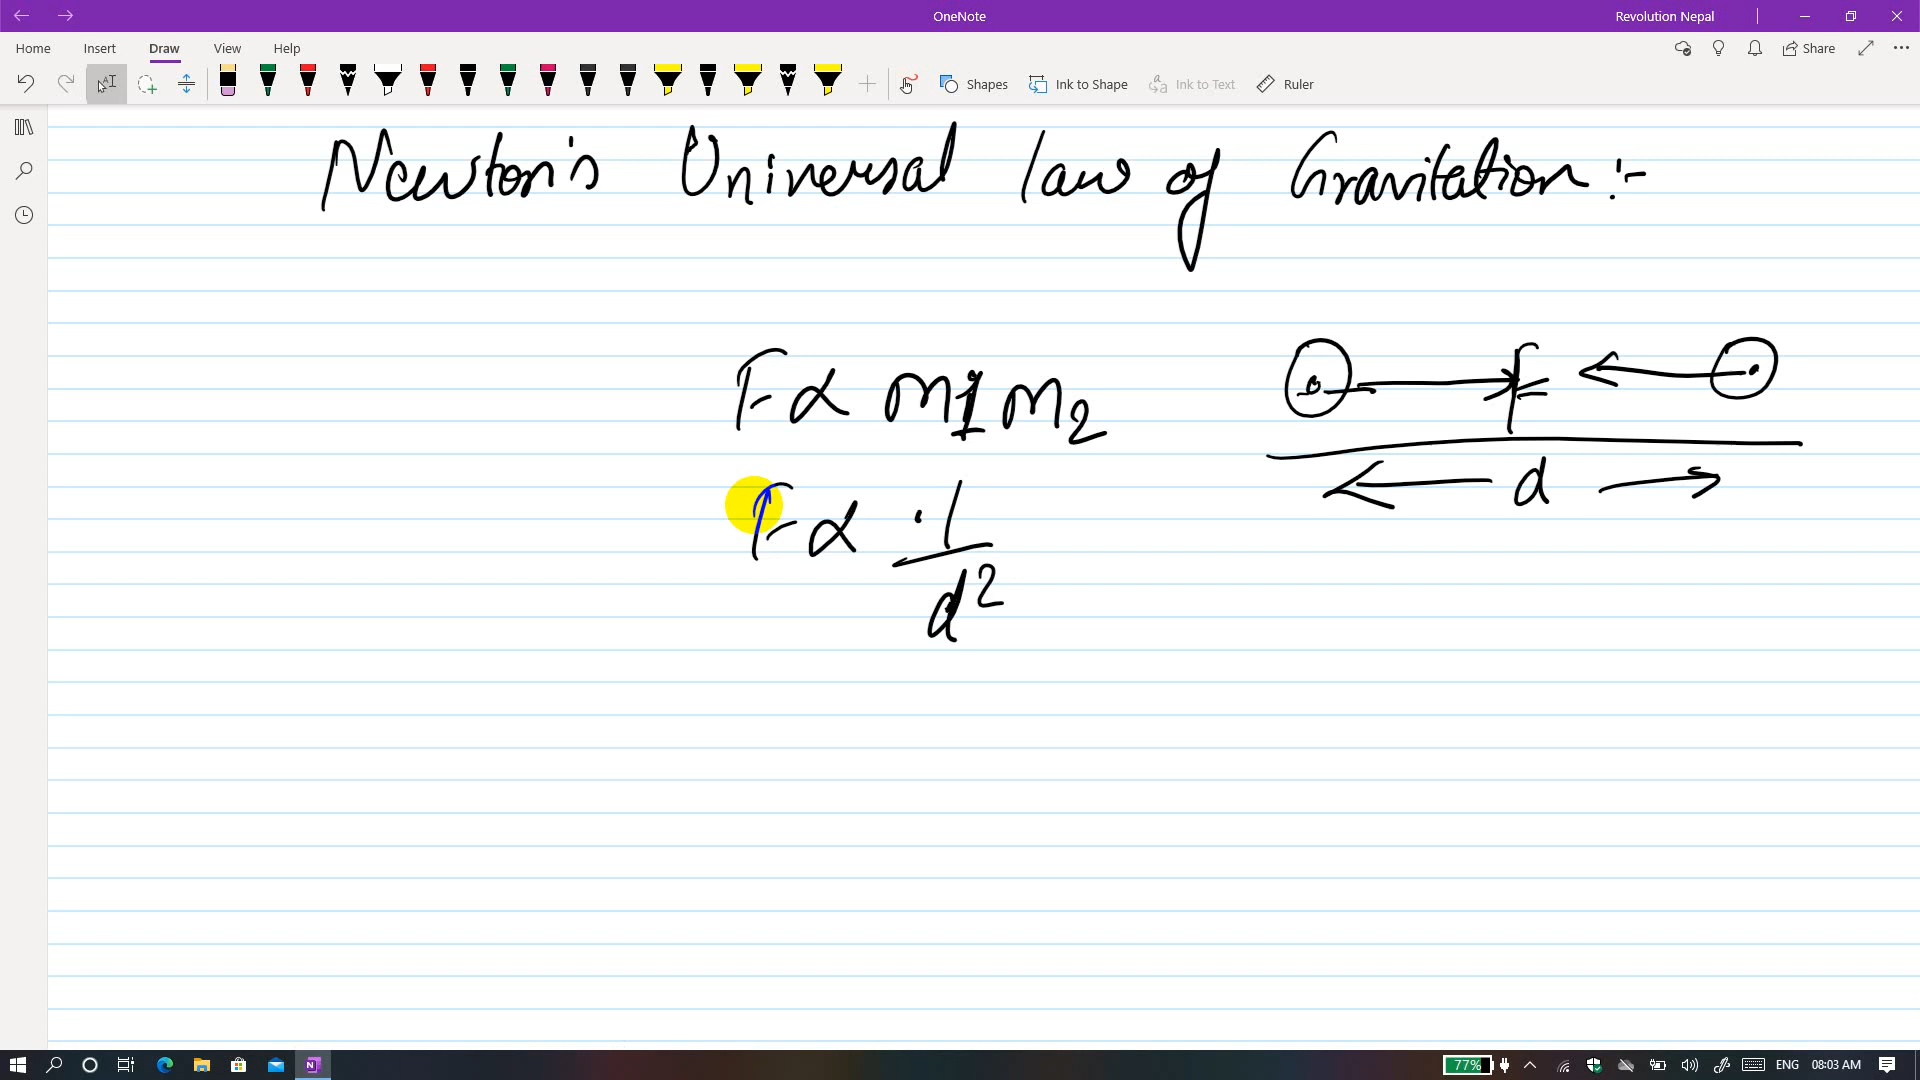 OneNote
Revolution Nepal
Home Insert Draw View Help
Share
Shapes Ink to Shape Ink to Text Ruler
Newton's Universal law of Gravitation :-
F ∝ m1 m2
F
d
F ∝ 1/d²
77% ENG 08:03 AM